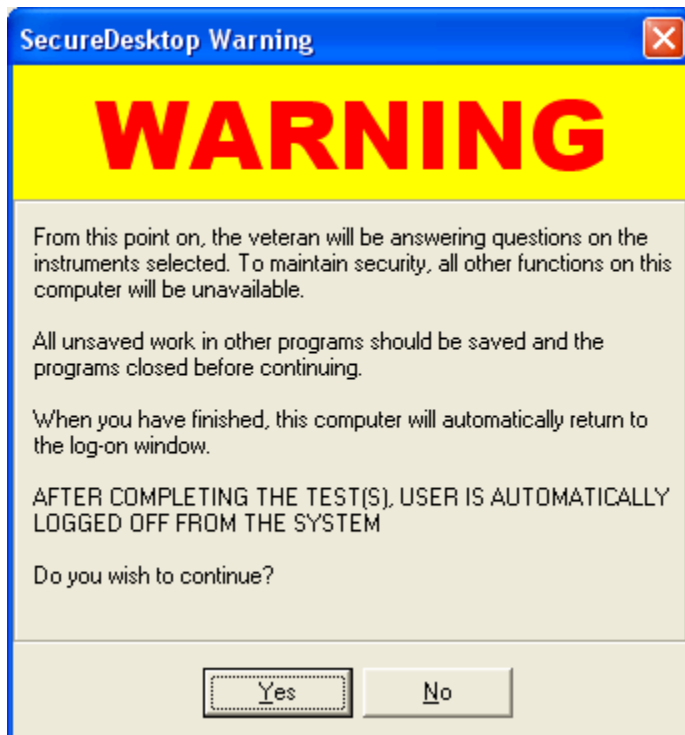 SecureDesktop Warning
WARNING
From this point on, the veteran will be answering questions on the
instruments selected. To maintain security, all other functions on this
computer will be unavailable.
All unsaved work in other programs should be saved and the
programs closed before continuing.
When you have finished, this computer will automatically return to
the log-on window.
AFTER COMPLETING THE TEST(S), USER IS AUTOMATICALLY
LOGGED OFF FROM THE SYSTEM
Do you wish to continue?
Yes No